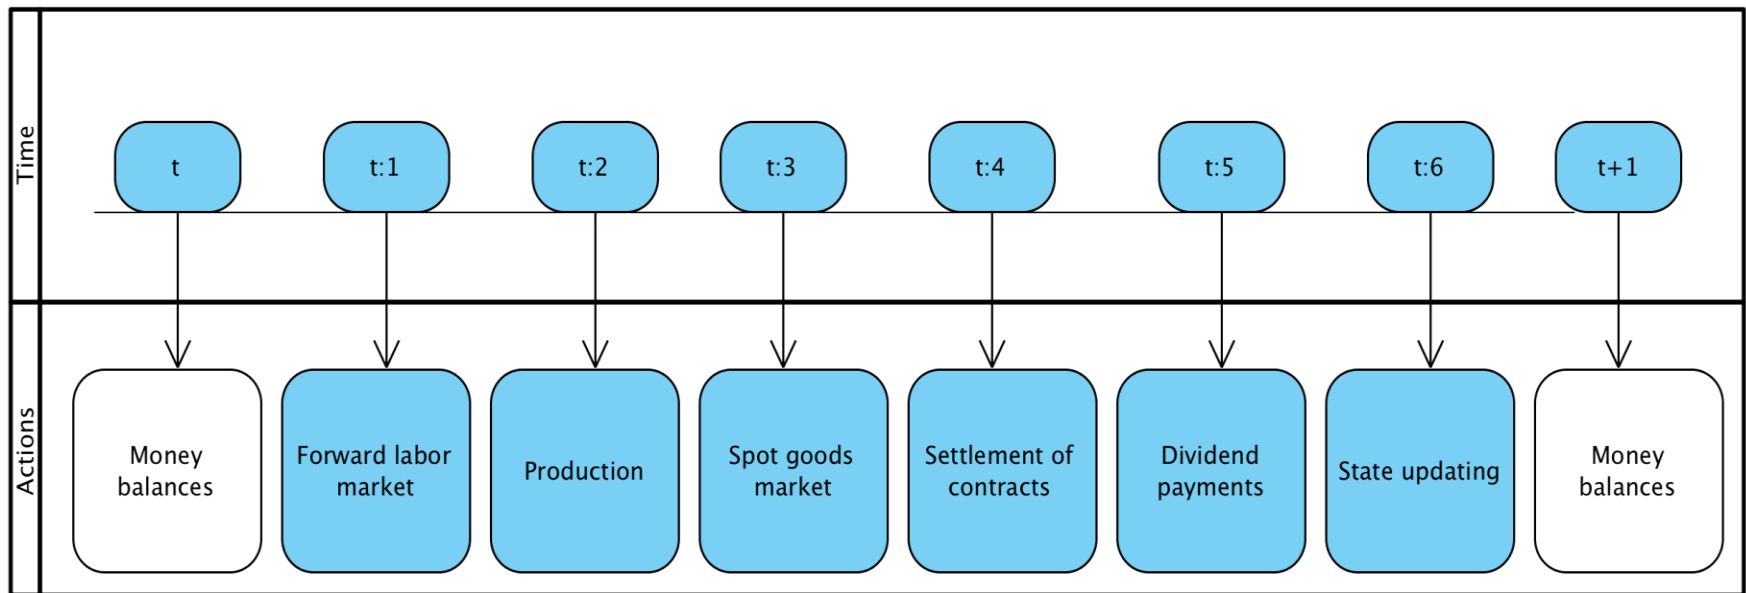 Time
t
t:1
t:2
t:3
t:4
t:5
t:6
t+1
Actions
Money
balances
Forward labor
market
Production
Spot goods
market
Settlement of
contracts
Dividend
payments
State updating
Money
balances